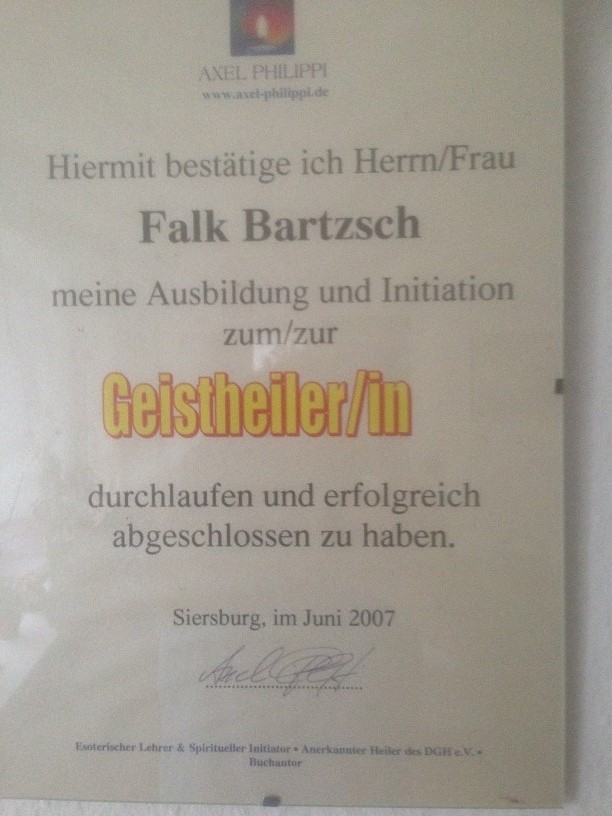 AXEL PHILIPPI
www.axel-philippi.de
Hiermit bestätige ich Herrn/Frau
Falk Bartzsch
meine Ausbildung und Initiation
zum/zur
Geistheiler/in
durchlaufen und erfolgreich
abgeschlossen zu haben.
Siersburg, im Juni 2007
Esoterischer Lehrer & Spiritueller Initiator • Anerkannter Heiler des DGH e.V. •
Buchautor